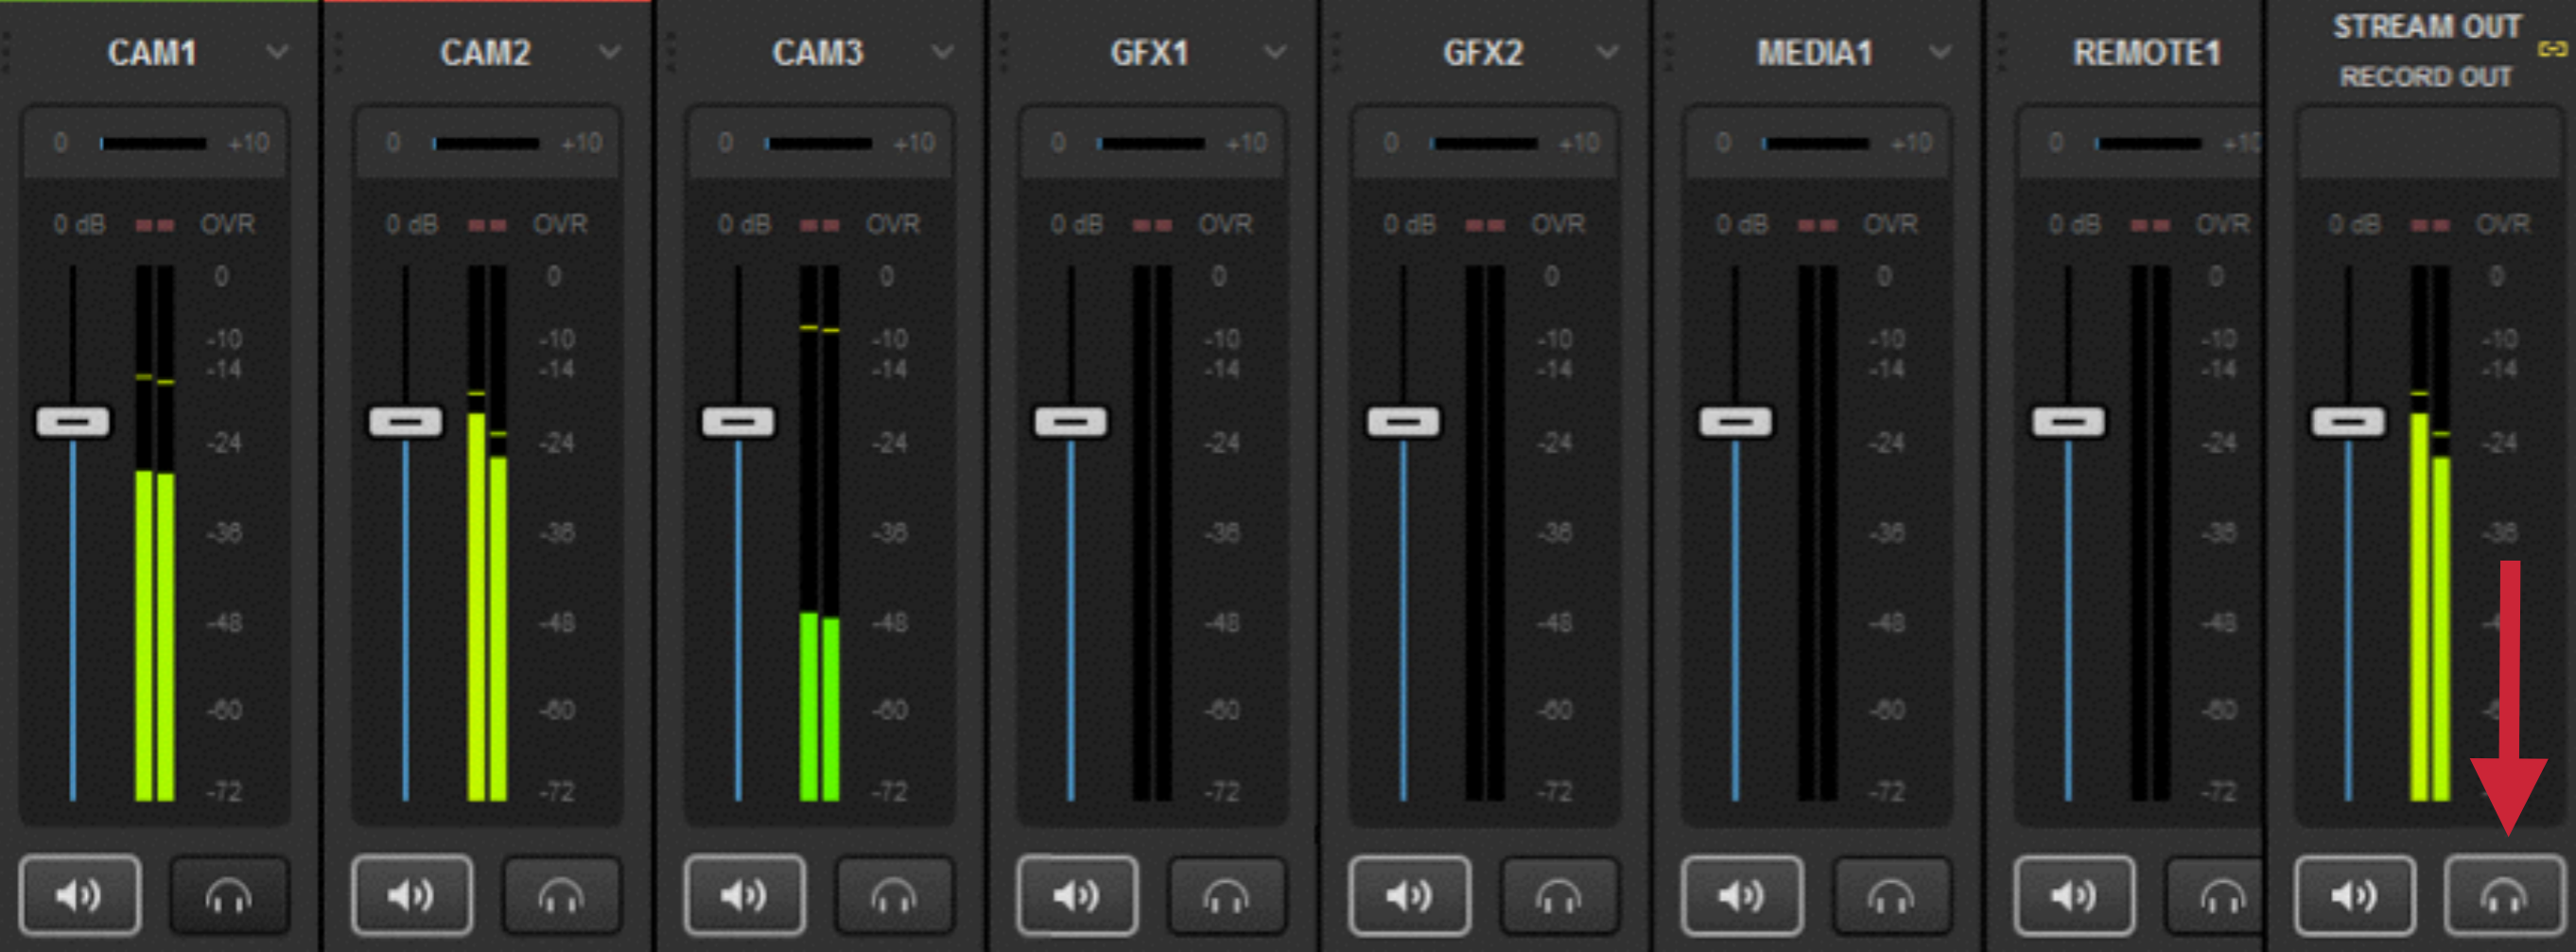 CAM1 CAM2 CAM3 GFX1 GFX2 MEDIA1 REMOTE1 STREAM OUT
RECORD OUT
0 +10 0 +10 0 +10 0 +10 0 +10 0 +10 0
0 dB OVR 0 dB OVR 0 dB OVR 0 dB OVR 0 dB OVR 0 dB OVR 0 dB OVR 0 dB OVR
0 0 0 0 0 0 0 0
-10 -10 -10 -10 -10 -10 -10 -10
-14 -14 -14 -14 -14 -14 -14 -14
-24 -24 -24 -24 -24 -24 -24 -24
-36 -36 -36 -36 -36 -36 -36 -36
-48 -48 -48 -48 -48 -48 -48
-60 -60 -60 -60 -60 -60 -60
-72 -72 -72 -72 -72 -72 -72